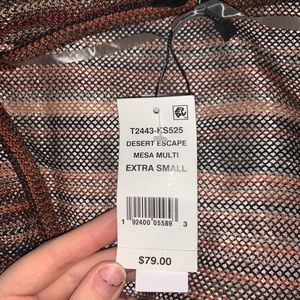 T2443-KS525
DESERT ESCAPE
MESA MULTI
EXTRA SMALL
1 92400 05589 3
$79.00